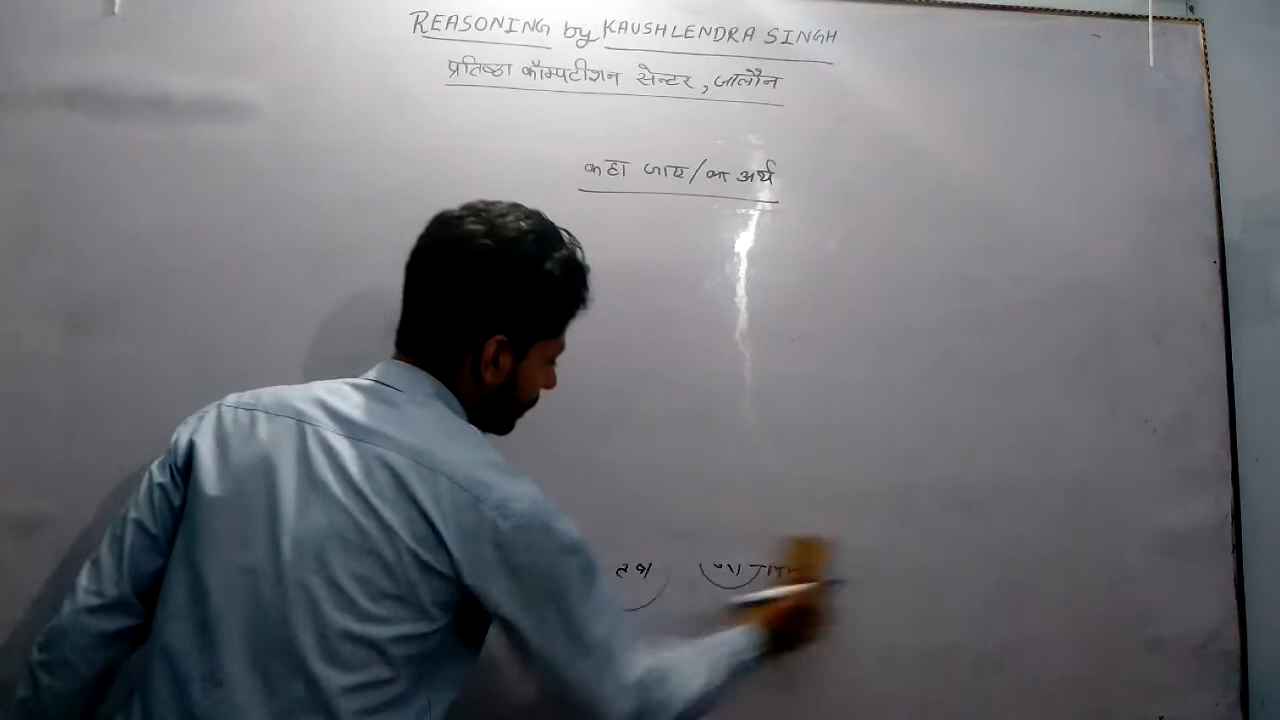 REASONING by KAUSHLENDRA SINGH
प्रतिष्ठा कॉम्पटीशन सेन्टर, जालौन
कहा जाए/का अर्थ